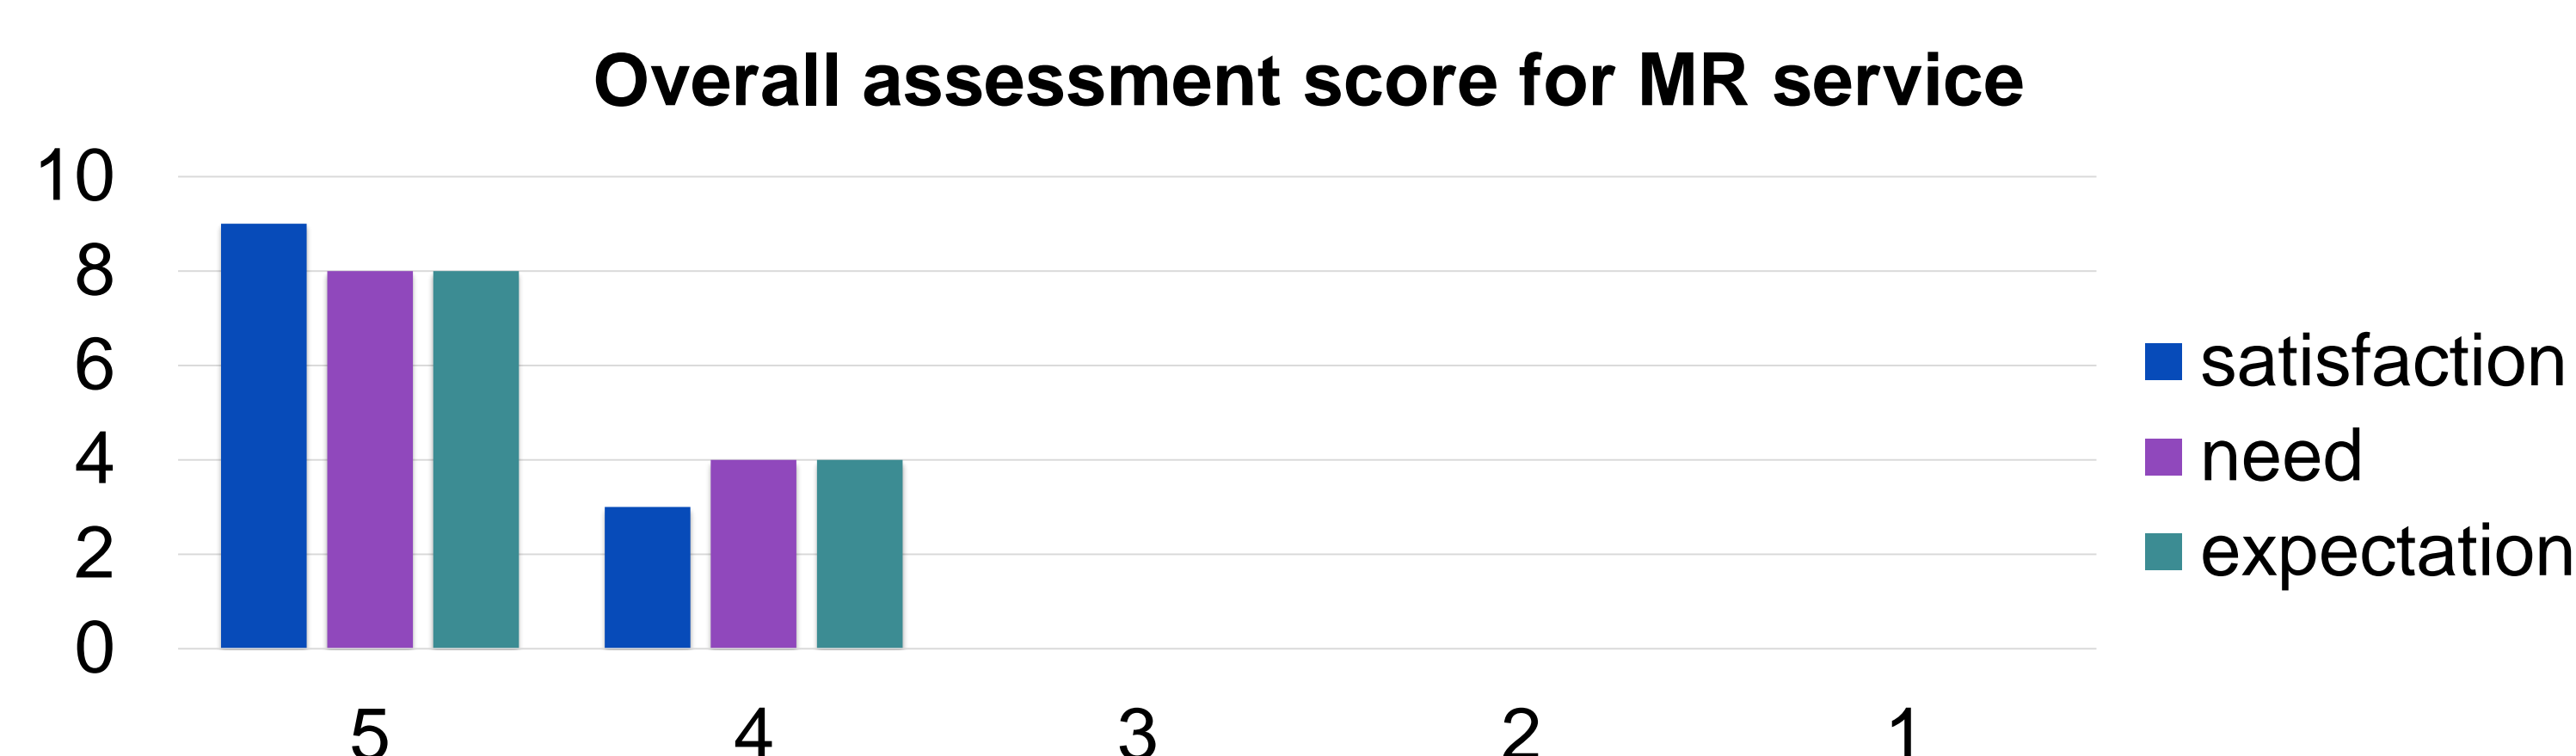 Overall assessment score for MR service
10
8
6
4
2
0
5 4 3 2 1
satisfaction
need
expectation